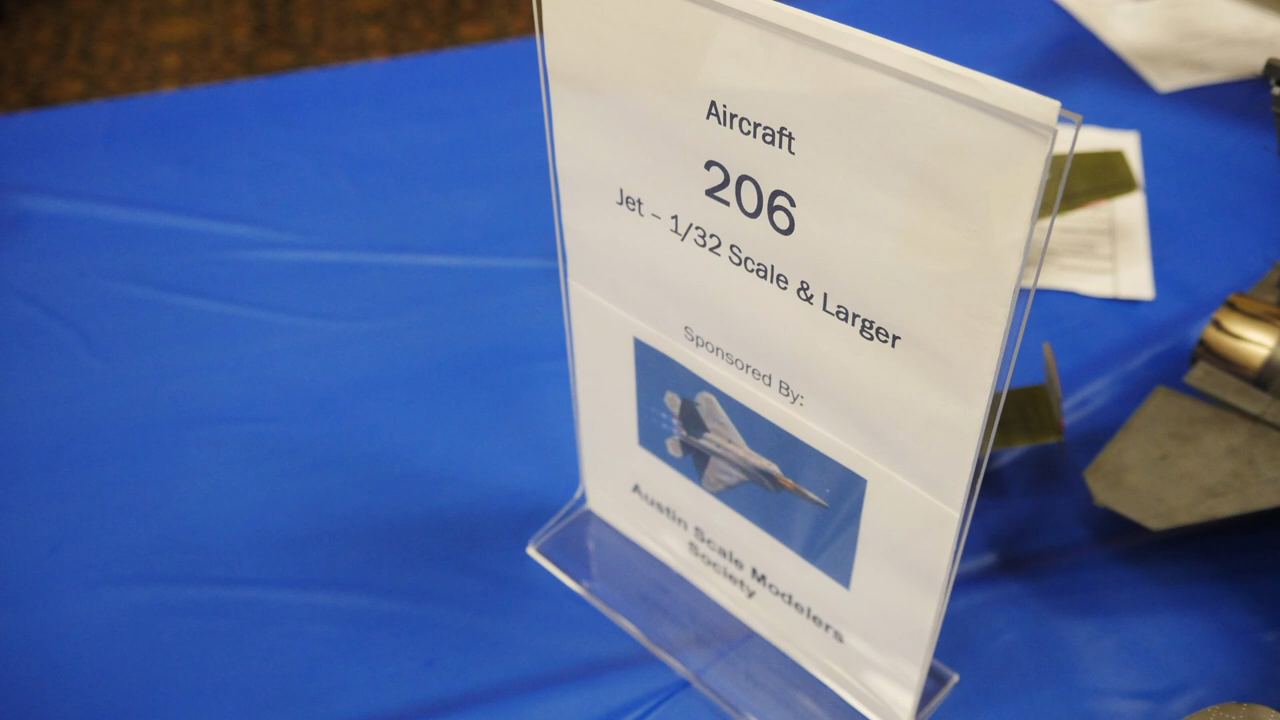 Aircraft
206
Jet – 1/32 Scale & Larger
Sponsored By:
Austin Scale Modelers
Society